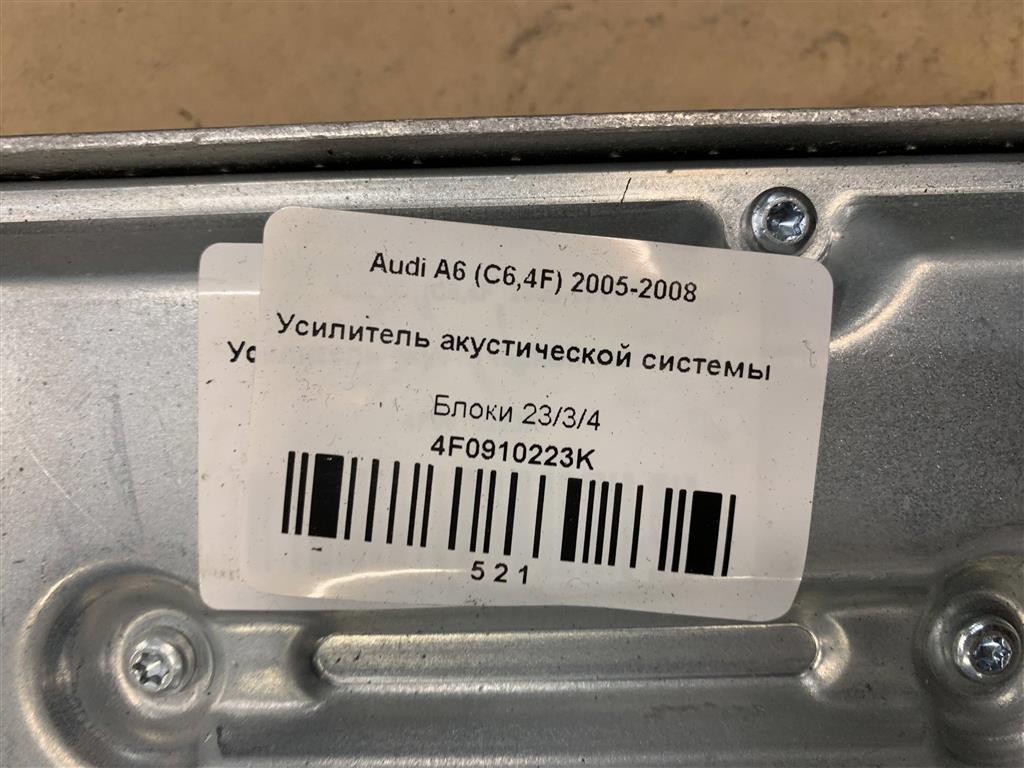 Audi A6 (C6,4F) 2005-2008
Усилитель акустической системы
Блоки 23/3/4
4F0910223K
521